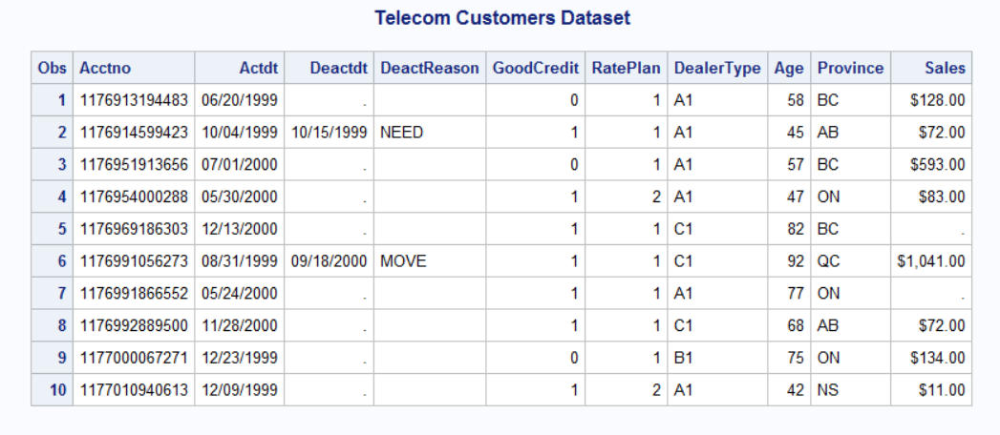 Telecom Customers Dataset
Obs Acctno Actdt Deactdt DeactReason GoodCredit RatePlan DealerType Age Province Sales
1 1176913194483 06/20/1999 . 0 1 A1 58 BC $128.00
2 1176914599423 10/04/1999 10/15/1999 NEED 1 1 A1 45 AB $72.00
3 1176951913656 07/01/2000 . 0 1 A1 57 BC $593.00
4 1176954000288 05/30/2000 . 1 2 A1 47 ON $83.00
5 1176969186303 12/13/2000 . 1 1 C1 82 BC .
6 1176991056273 08/31/1999 09/18/2000 MOVE 1 1 C1 92 QC $1,041.00
7 1176991866552 05/24/2000 . 1 1 A1 77 ON .
8 1176992889500 11/28/2000 . 1 1 C1 68 AB $72.00
9 1177000067271 12/23/1999 . 0 1 B1 75 ON $134.00
10 1177010940613 12/09/1999 . 1 2 A1 42 NS $11.00